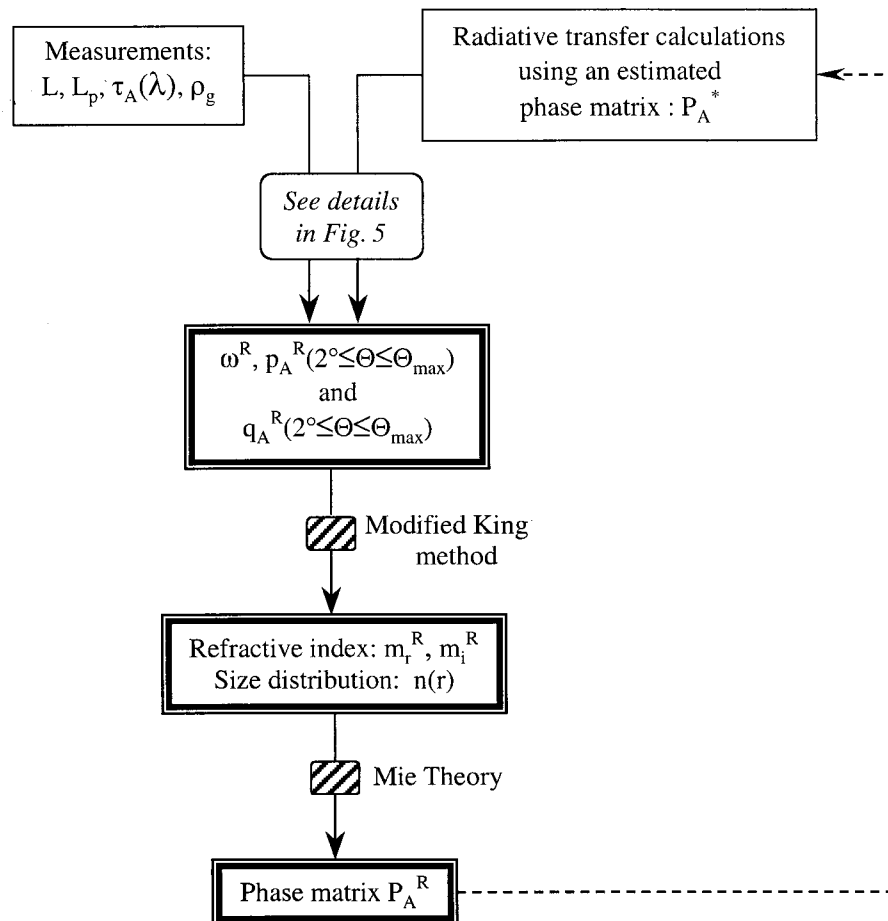 Measurements:
L, Lₚ, τ_A(λ), ρ_g
Radiative transfer calculations
using an estimated
phase matrix : P_A^*
See details
in Fig. 5
ω^R, p_A^R(2°≤Θ≤Θ_max)
and
q_A^R(2°≤Θ≤Θ_max)
Modified King
method
Refractive index: m_r^R, m_i^R
Size distribution: n(r)
Mie Theory
Phase matrix P_A^R